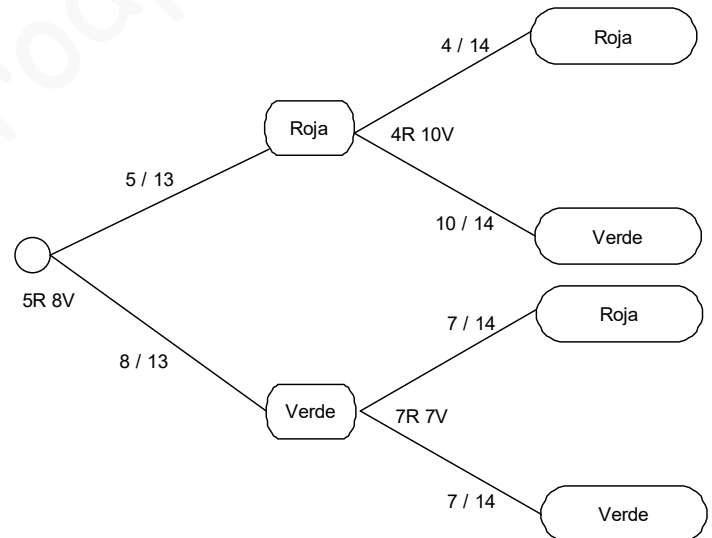 4 / 14
Roja
Roja
4R 10V
5 / 13
10 / 14
Verde
5R 8V
7 / 14
Roja
8 / 13
Verde
7R 7V
7 / 14
Verde